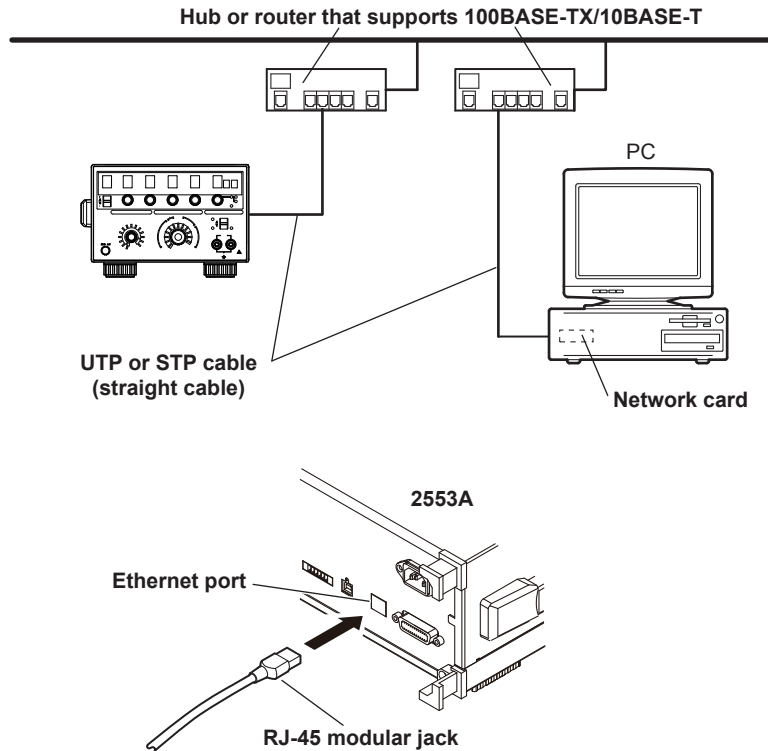 Hub or router that supports 100BASE-TX/10BASE-T
PC
UTP or STP cable
(straight cable)
Network card
2553A
Ethernet port
RJ-45 modular jack